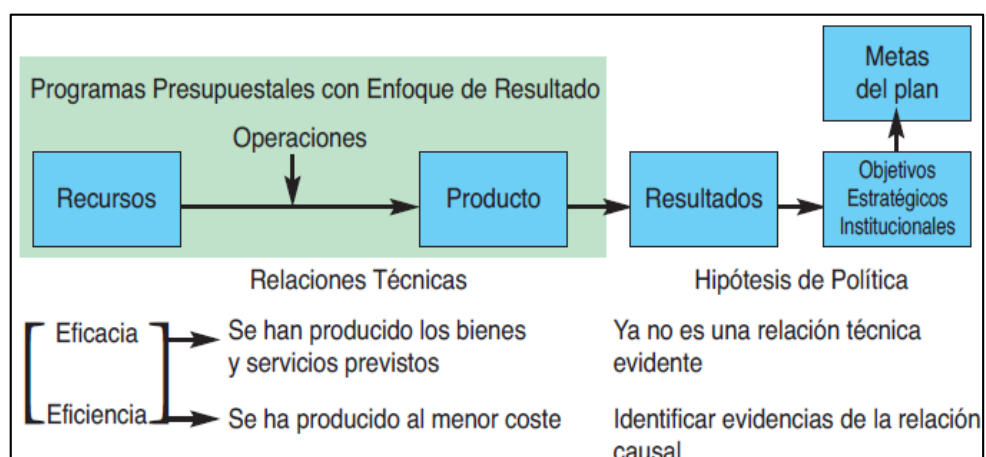 Metas
del plan
Programas Presupuestales con Enfoque de Resultado
Operaciones
Recursos
Producto
Resultados
Objetivos
Estratégicos
Institucionales
Relaciones Técnicas
Hipótesis de Política
Eficacia
Se han producido los bienes
y servicios previstos
Ya no es una relación técnica
evidente
Eficiencia
Se ha producido al menor coste
Identificar evidencias de la relación
causal